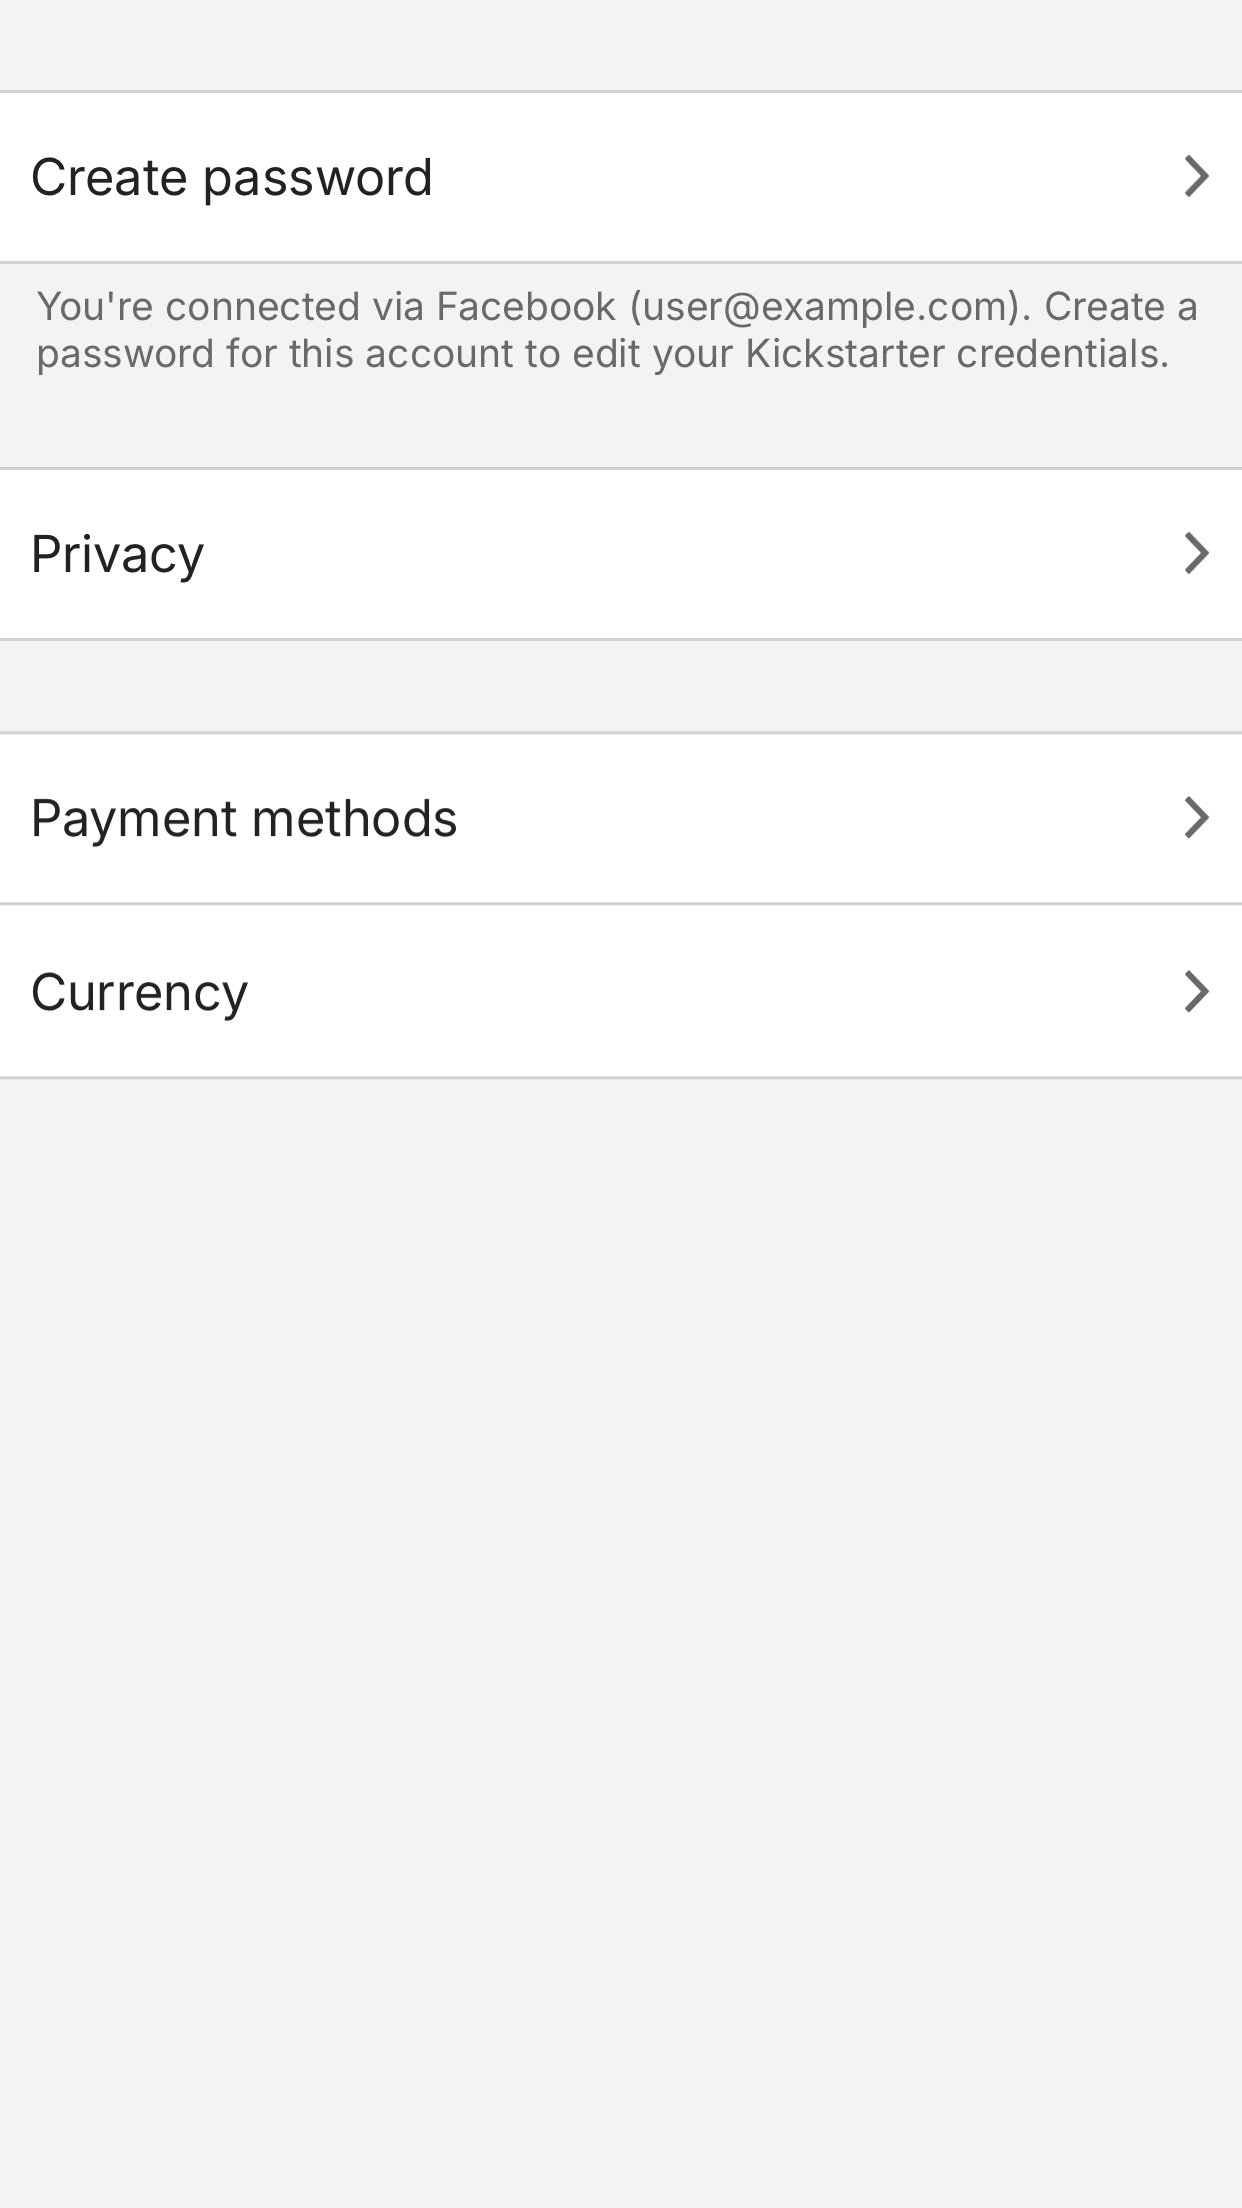 Create password
You're connected via Facebook (user@example.com). Create a
password for this account to edit your Kickstarter credentials.
Privacy
Payment methods
Currency